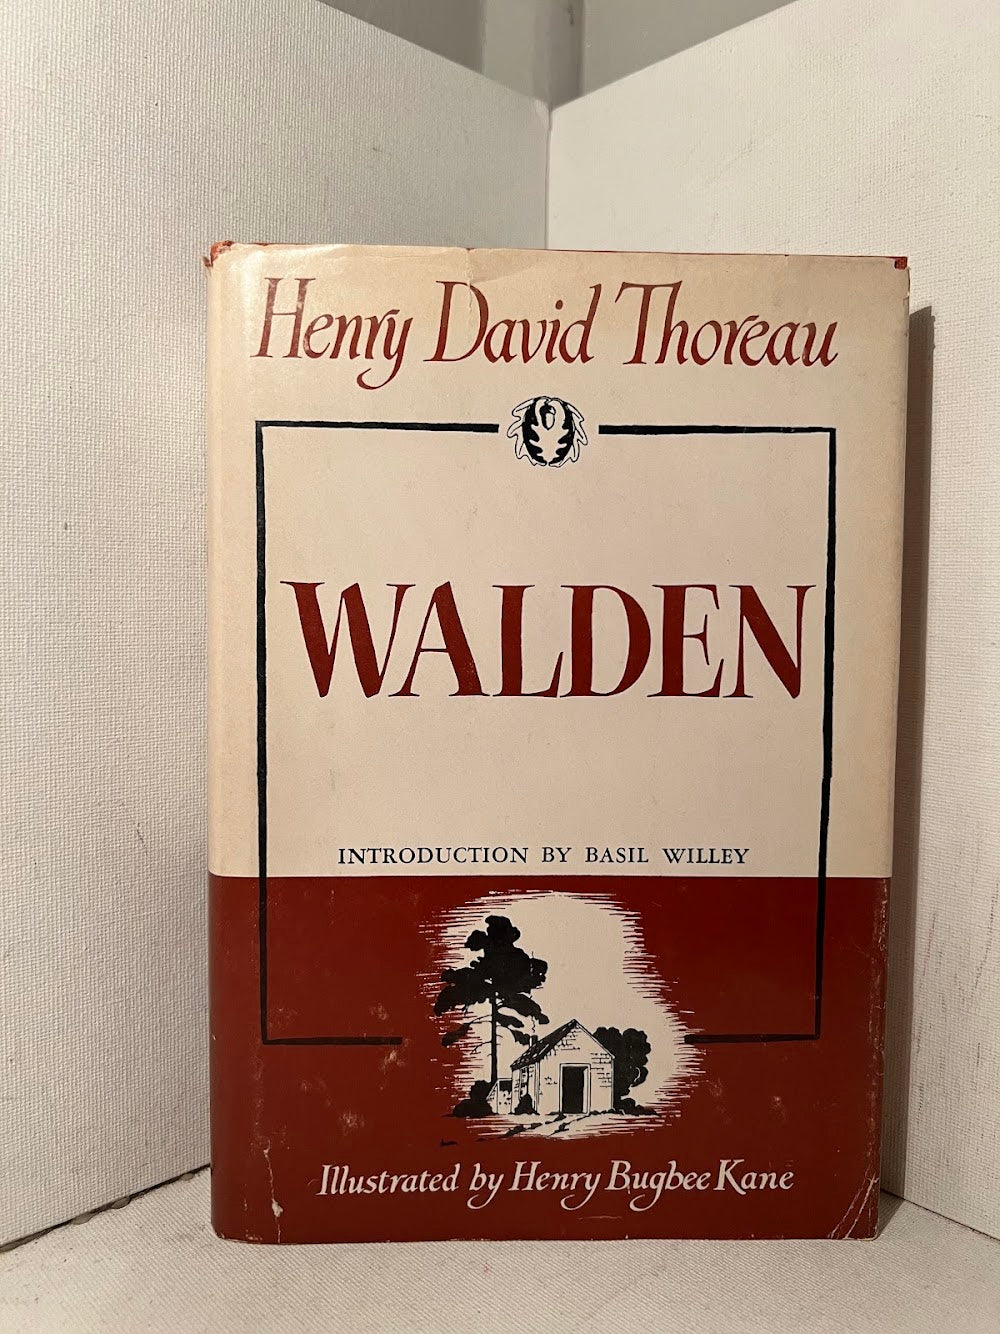 Henry David Thoreau
WALDEN
INTRODUCTION BY BASIL WILLEY
Illustrated by Henry Bugbee Kane